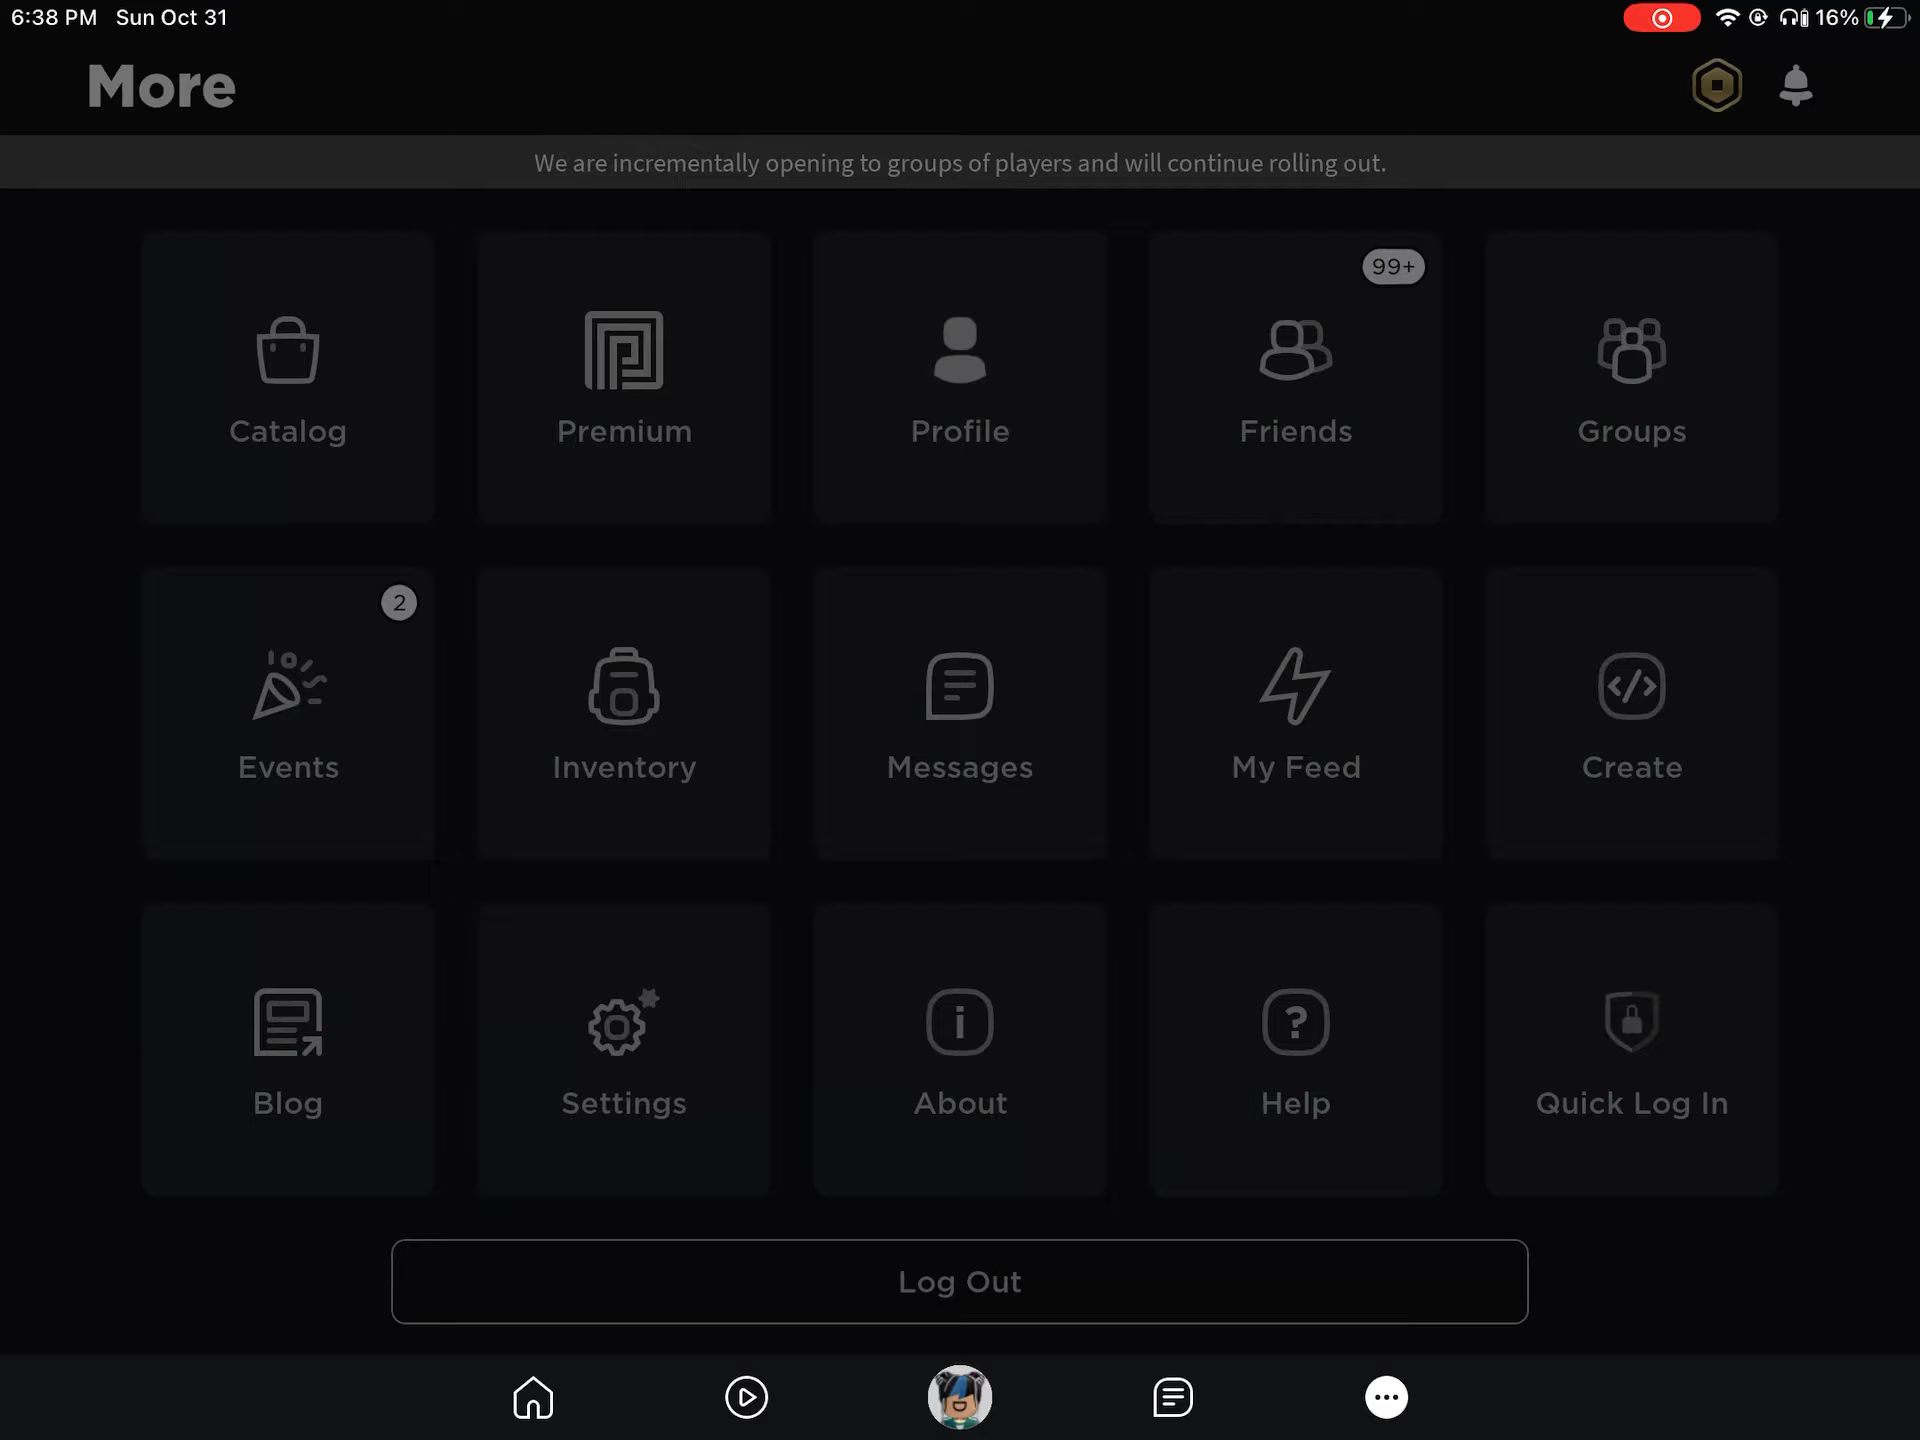 6:38 PM Sun Oct 31
16%
More
We are incrementally opening to groups of players and will continue rolling out.
99+
Catalog
Premium
Profile
Friends
Groups
2
Events
Inventory
Messages
My Feed
Create
Blog
Settings
About
Help
Quick Log In
Log Out